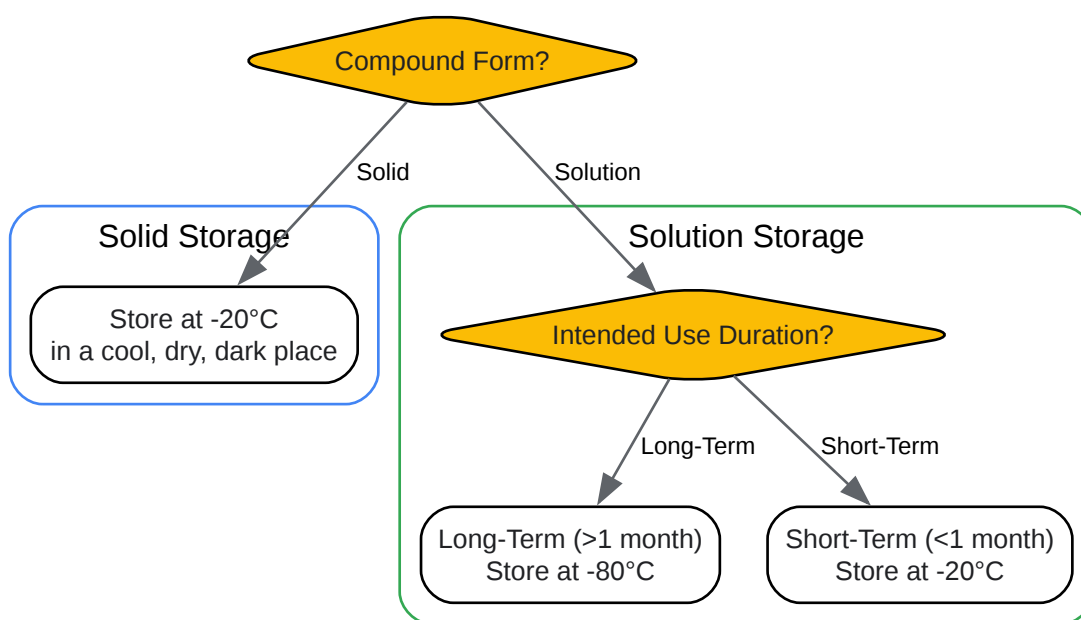 Compound Form?
Solid
Solution
Solid Storage
Solution Storage
Store at -20°C
in a cool, dry, dark place
Intended Use Duration?
Long-Term
Short-Term
Long-Term (>1 month)
Store at -80°C
Short-Term (<1 month)
Store at -20°C